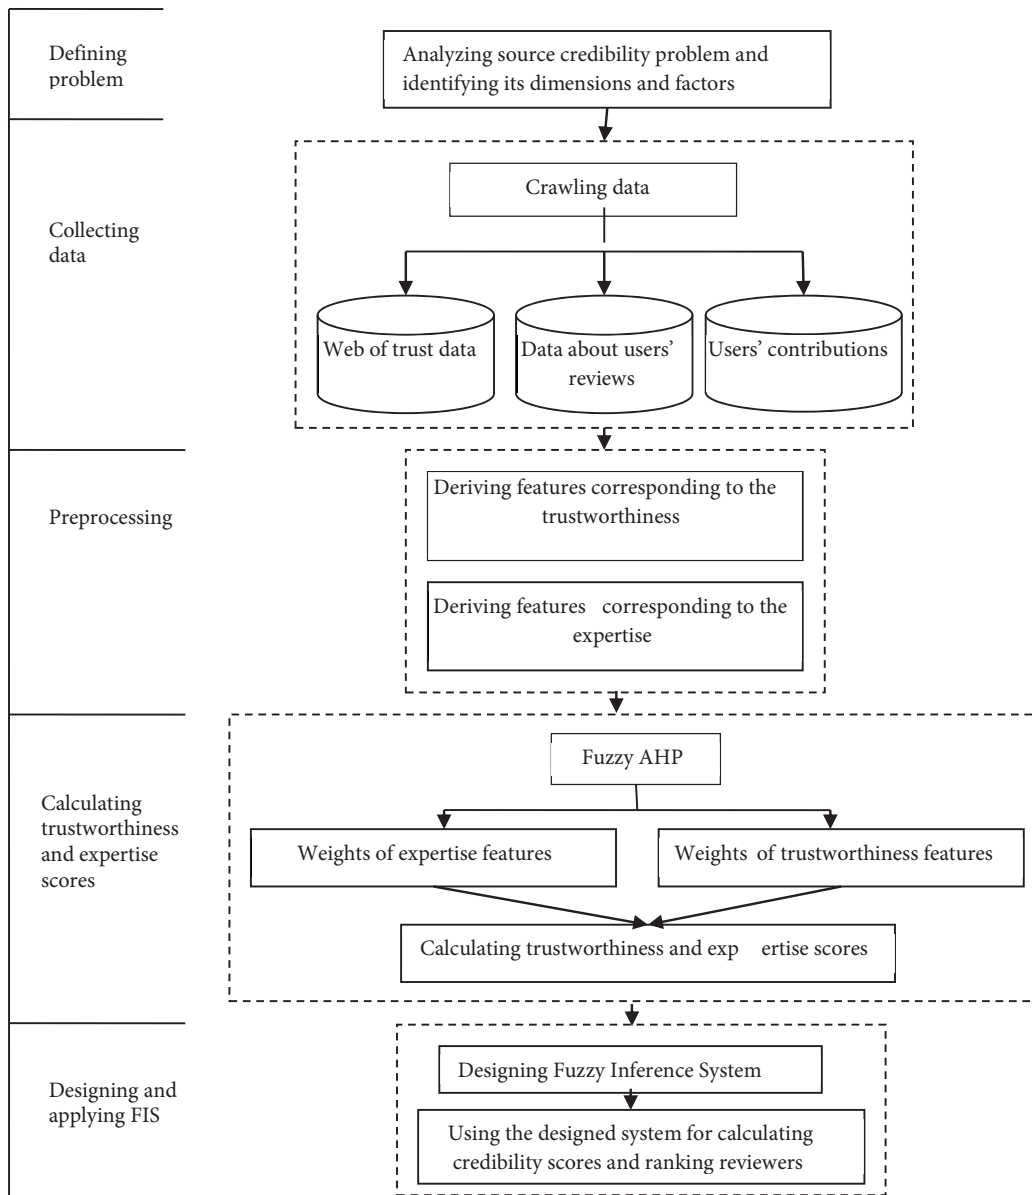 Defining
problem
Analyzing source credibility problem and
identifying its dimensions and factors
Collecting
data
Crawling data
Web of trust data
Data about users’
reviews
Users’ contributions
Preprocessing
Deriving features corresponding to the
trustworthiness
Deriving features corresponding to the
expertise
Calculating
trustworthiness
and expertise
scores
Fuzzy AHP
Weights of expertise features
Weights of trustworthiness features
Calculating trustworthiness and exp ertise scores
Designing and
applying FIS
Designing Fuzzy Inference System
Using the designed system for calculating
credibility scores and ranking reviewers